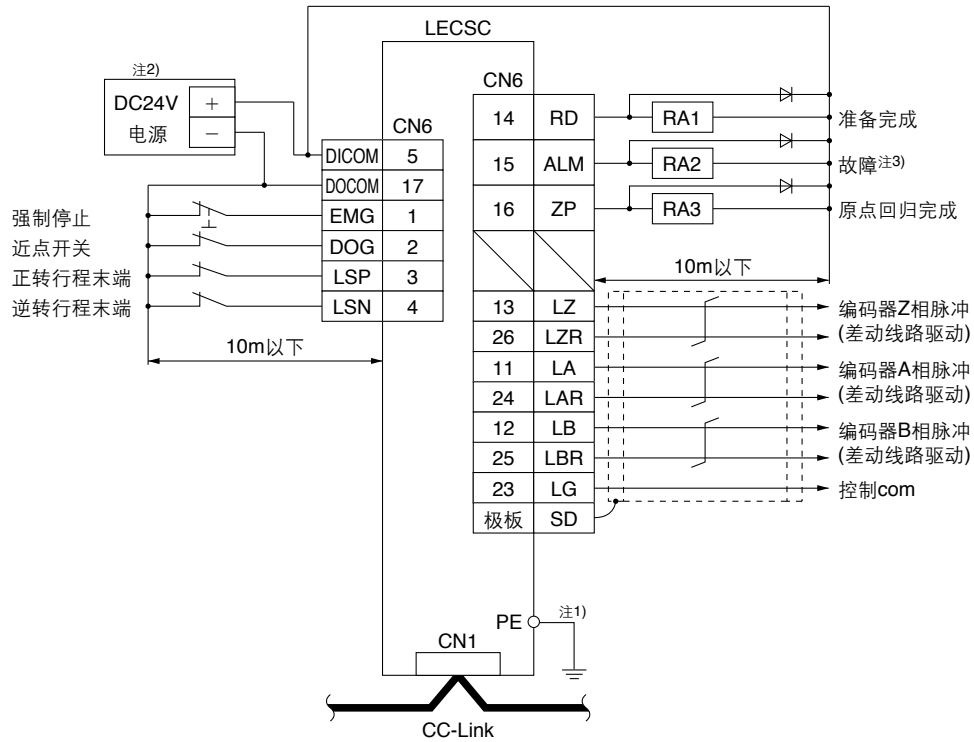 LECSC
注2)
DC24V
电源
+
−
CN6
DICOM 5
DOCOM 17
EMG 1
DOG 2
LSP 3
LSN 4
强制停止
近点开关
正转行程末端
逆转行程末端
10m以下
CN6
14 RD RA1 准备完成
15 ALM RA2 故障注3)
16 ZP RA3 原点回归完成
10m以下
13 LZ 编码器Z相脉冲
26 LZR (差动线路驱动)
11 LA 编码器A相脉冲
24 LAR (差动线路驱动)
12 LB 编码器B相脉冲
25 LBR (差动线路驱动)
23 LG 控制com
极板 SD
PE 注1)
CN1
CC-Link